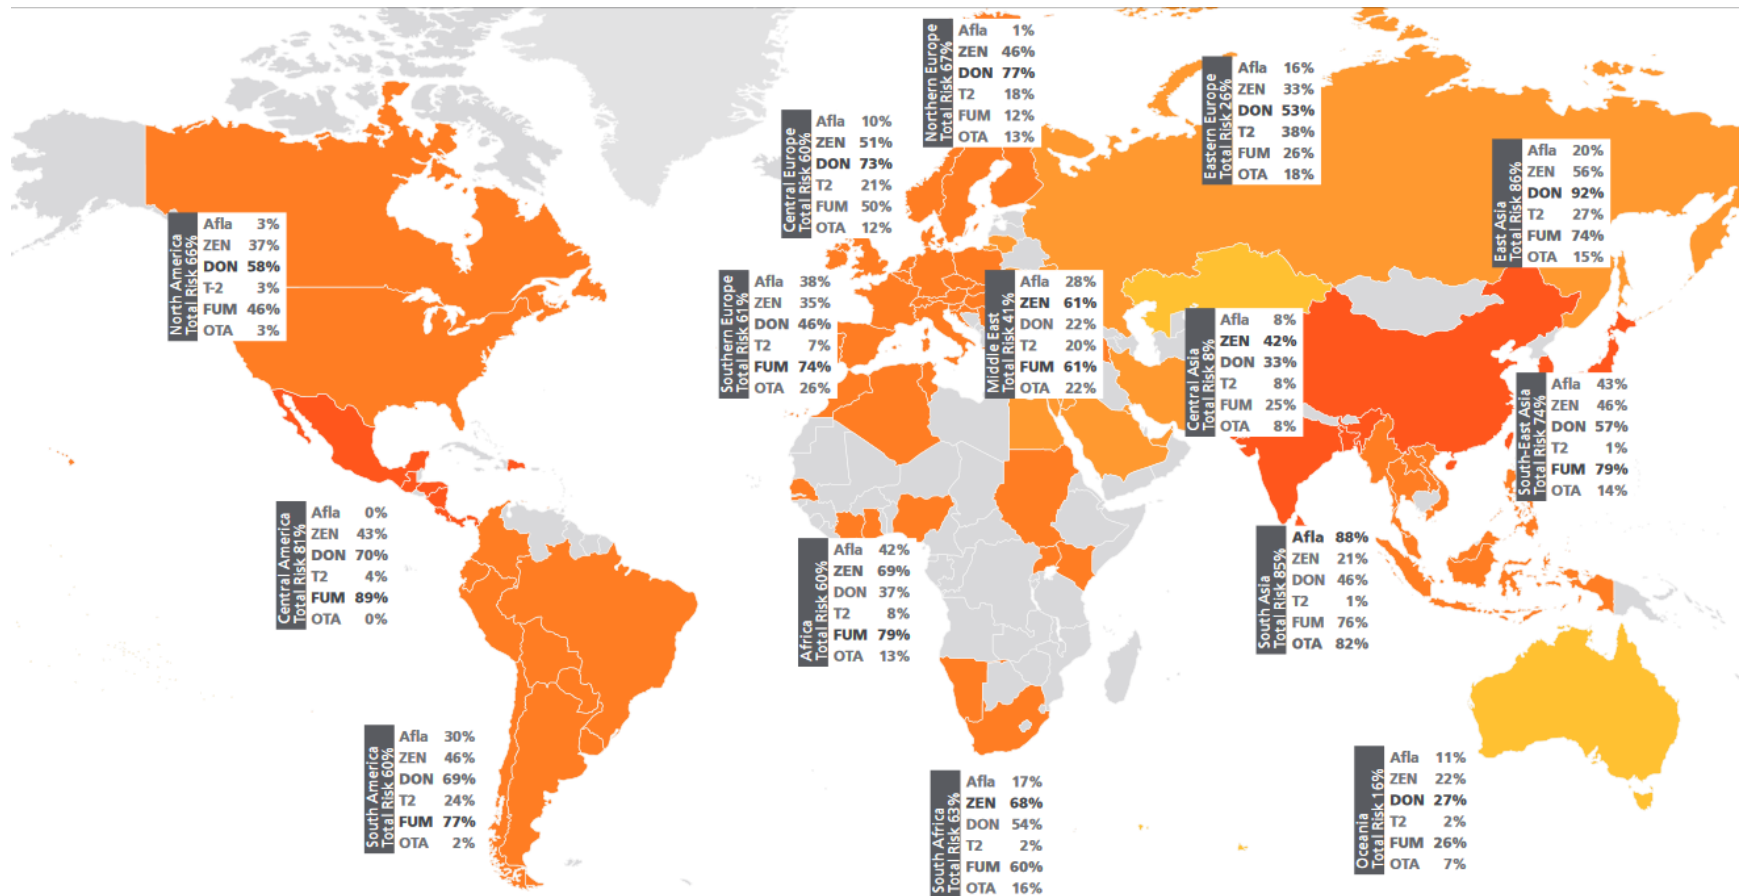 Northern Europe
Total Risk 67%
Afla 1%
ZEN 46%
DON 77%
T2 18%
FUM 12%
OTA 13%
Eastern Europe
Total Risk 26%
Afla 16%
ZEN 33%
DON 53%
T2 38%
FUM 26%
OTA 18%
Central Europe
Total Risk 60%
Afla 10%
ZEN 51%
DON 73%
T2 21%
FUM 50%
OTA 12%
East Asia
Total Risk 86%
Afla 20%
ZEN 56%
DON 92%
T2 27%
FUM 74%
OTA 15%
North America
Total Risk 66%
Afla 3%
ZEN 37%
DON 58%
T-2 3%
FUM 46%
OTA 3%
Southern Europe
Total Risk 61%
Afla 38%
ZEN 35%
DON 46%
T2 7%
FUM 74%
OTA 26%
Middle East
Total Risk 41%
Afla 28%
ZEN 61%
DON 22%
T2 20%
FUM 61%
OTA 22%
Central Asia
Total Risk 8%
Afla 8%
ZEN 42%
DON 33%
T2 8%
FUM 25%
OTA 8%
South-East Asia
Total Risk 74%
Afla 43%
ZEN 46%
DON 57%
T2 1%
FUM 79%
OTA 14%
Central America
Total Risk 81%
Afla 0%
ZEN 43%
DON 70%
T2 4%
FUM 89%
OTA 0%
Africa
Total Risk 60%
Afla 42%
ZEN 69%
DON 37%
T2 8%
FUM 79%
OTA 13%
South Asia
Total Risk 85%
Afla 88%
ZEN 21%
DON 46%
T2 1%
FUM 76%
OTA 82%
South America
Total Risk 60%
Afla 30%
ZEN 46%
DON 69%
T2 24%
FUM 77%
OTA 2%
South Africa
Total Risk 63%
Afla 17%
ZEN 68%
DON 54%
T2 2%
FUM 60%
OTA 16%
Oceania
Total Risk 16%
Afla 11%
ZEN 22%
DON 27%
T2 2%
FUM 26%
OTA 7%